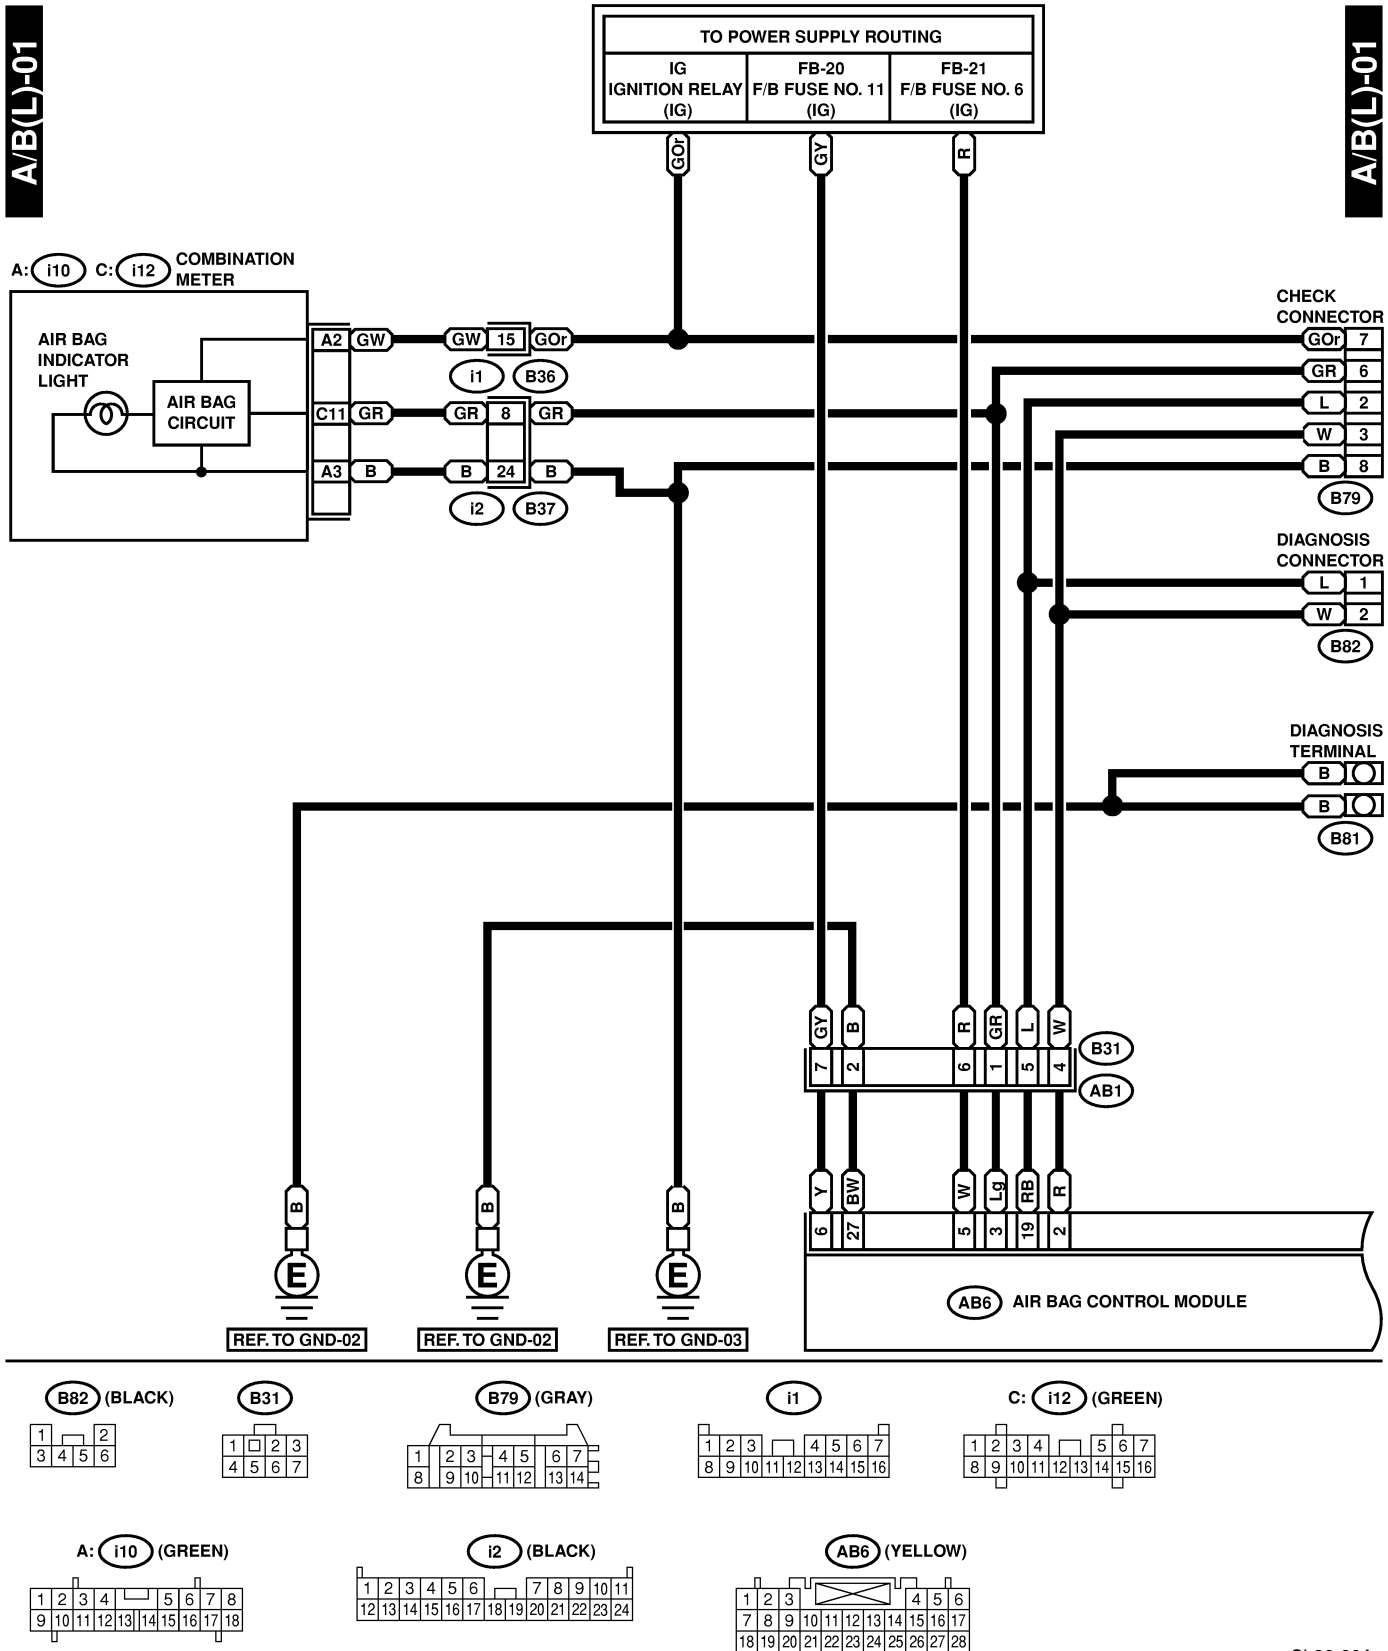 A/B(L)-01
A/B(L)-01
TO POWER SUPPLY ROUTING
IG
IGNITION RELAY
(IG)
FB-20
F/B FUSE NO. 11
(IG)
FB-21
F/B FUSE NO. 6
(IG)
GOr
GY
R
A: i10 C: i12 COMBINATION
METER
AIR BAG
INDICATOR
LIGHT
AIR BAG
CIRCUIT
A2 GW GW 15 GOr
i1 B36
C11 GR GR 8 GR
A3 B B 24 B
i2 B37
CHECK
CONNECTOR
GOr 7
GR 6
L 2
W 3
B 8
B79
DIAGNOSIS
CONNECTOR
L 1
W 2
B82
DIAGNOSIS
TERMINAL
B
B
B81
GY B R GR L W
7 2 6 1 5 4
B31
AB1
Y BW W Lg RB R
6 27 5 3 19 2
AB6 AIR BAG CONTROL MODULE
B B B
E E E
REF. TO GND-02 REF. TO GND-02 REF. TO GND-03
B82 (BLACK)
1 2
3 4 5 6
B31
1 2 3
4 5 6 7
B79 (GRAY)
1 2 3 4 5 6 7
8 9 10 11 12 13 14
i1
1 2 3 4 5 6 7
8 9 10 11 12 13 14 15 16
C: i12 (GREEN)
1 2 3 4 5 6 7
8 9 10 11 12 13 14 15 16
A: i10 (GREEN)
1 2 3 4 5 6 7 8
9 10 11 12 13 14 15 16 17 18
i2 (BLACK)
1 2 3 4 5 6 7 8 9 10 11
12 13 14 15 16 17 18 19 20 21 22 23 24
AB6 (YELLOW)
1 2 3 4 5 6
7 8 9 10 11 12 13 14 15 16 17
18 19 20 21 22 23 24 25 26 27 28